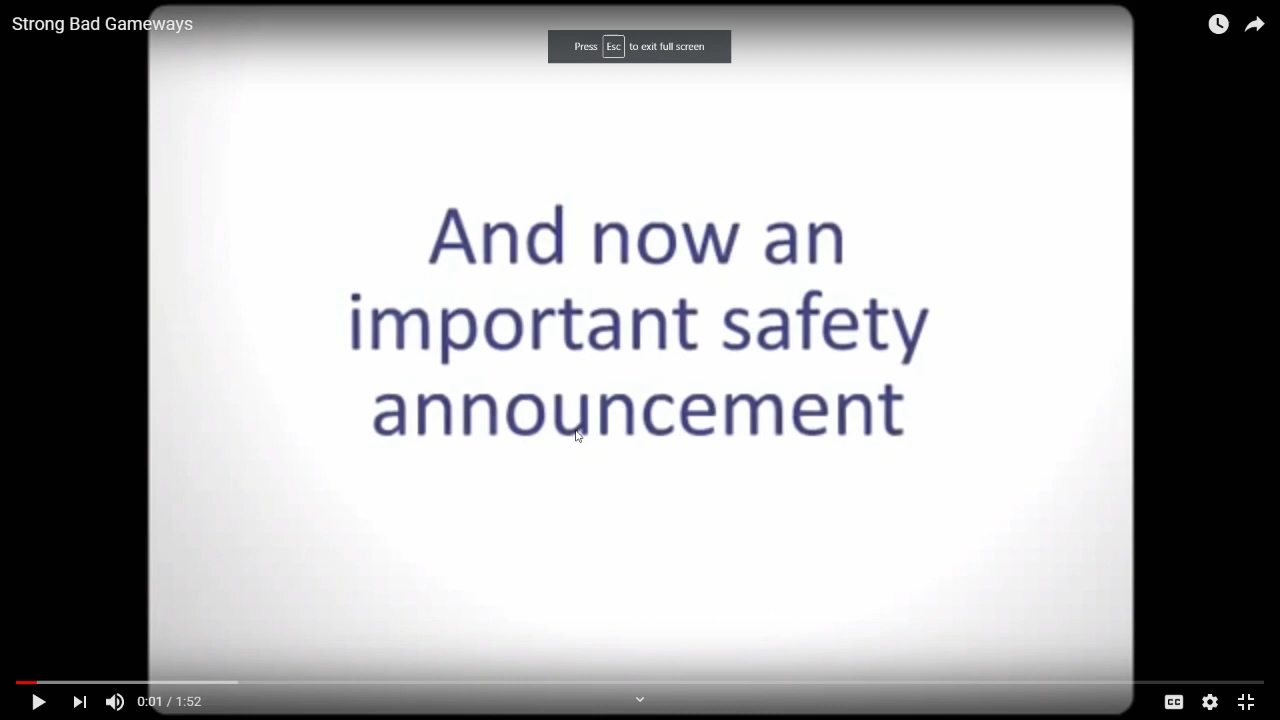 Strong Bad Gameways
Press Esc to exit full screen
And now an
important safety
announcement
0:01 / 1:52
CC